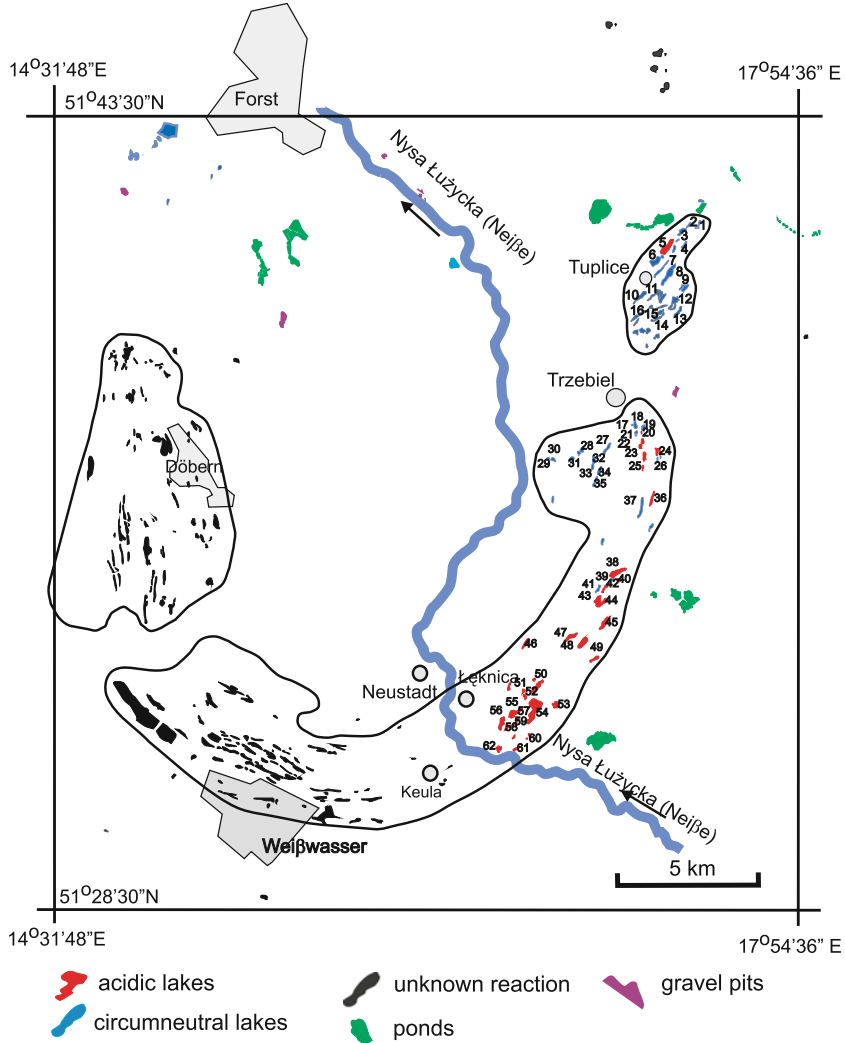 14°31'48"E
17°54'36" E
51°43'30"N
Forst
Nysa Łużycka (Neiβe)
2
1
3
5
4
6
7
Tuplice
8
9
11
10
12
16
15
13
14
Trzebiel
18
17
19
21
20
27
22
28
30
23
24
32
29
31
25
26
33
34
35
Döbern
37
36
38
39
40
41
42
43
44
45
47
46
48
49
Łęknica
50
51
52
Neustadt
55
53
56
57
54
59
58
60
62
61
Nysa Łużycka (Neiβe)
Keula
Weiβwasser
5 km
51°28'30"N
14°31'48"E
17°54'36" E
acidic lakes
unknown reaction
gravel pits
circumneutral lakes
ponds